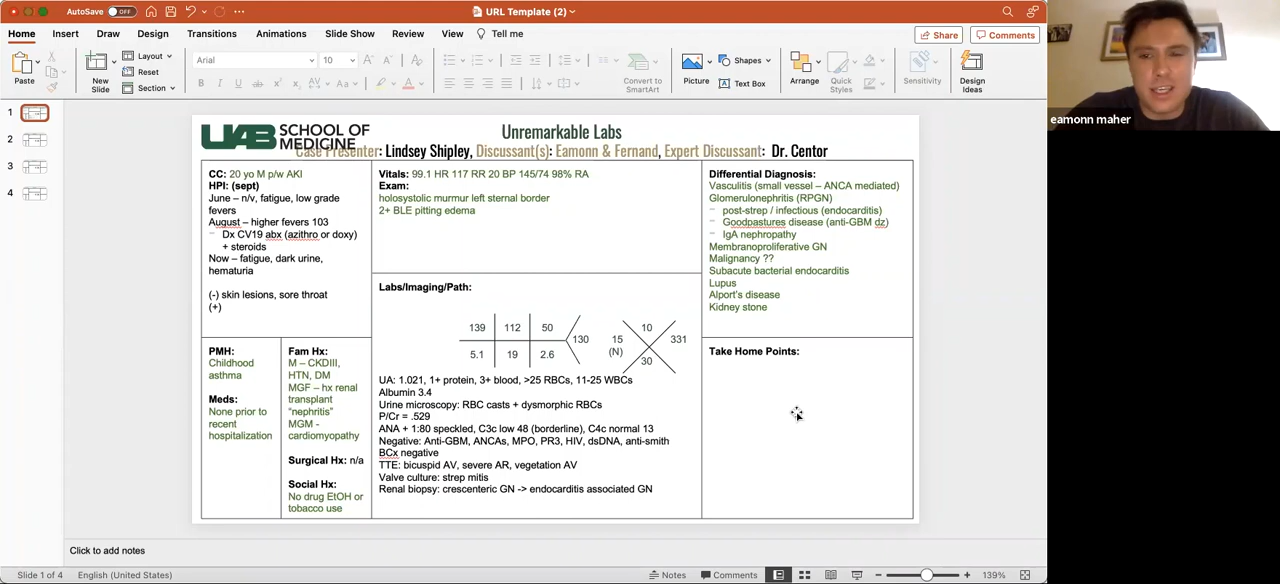 AutoSave OFF
URL Template (2)
Home Insert Draw Design Transitions Animations Slide Show Review View Tell me
Share Comments
Paste
New Slide
Layout
Reset
Section
Arial 10
Convert to SmartArt
Picture
Shapes
Text Box
Arrange
Quick Styles
Sensitivity
Design Ideas
eamonn maher
1
2
3
4
UAB SCHOOL OF MEDICINE
Unremarkable Labs
Case Presenter: Lindsey Shipley, Discussant(s): Eamonn & Fernand, Expert Discussant: Dr. Centor
CC: 20 yo M p/w AKI
HPI: (sept)
June – n/v, fatigue, low grade
fevers
August – higher fevers 103
- Dx CV19 abx (azithro or doxy)
+ steroids
Now – fatigue, dark urine,
hematuria
(-) skin lesions, sore throat
(+)
PMH:
Childhood
asthma
Meds:
None prior to
recent
hospitalization
Fam Hx:
M – CKDIII,
HTN, DM
MGF – hx renal
transplant
“nephritis”
MGM -
cardiomyopathy
Surgical Hx: n/a
Social Hx:
No drug EtOH or
tobacco use
Vitals: 99.1 HR 117 RR 20 BP 145/74 98% RA
Exam:
holosystolic murmur left sternal border
2+ BLE pitting edema
Labs/Imaging/Path:
139 112 50
130
5.1 19 2.6
10
15
(N)
331
30
UA: 1.021, 1+ protein, 3+ blood, >25 RBCs, 11-25 WBCs
Albumin 3.4
Urine microscopy: RBC casts + dysmorphic RBCs
P/Cr = .529
ANA + 1:80 speckled, C3c low 48 (borderline), C4c normal 13
Negative: Anti-GBM, ANCAs, MPO, PR3, HIV, dsDNA, anti-smith
BCx negative
TTE: bicuspid AV, severe AR, vegetation AV
Valve culture: strep mitis
Renal biopsy: crescenteric GN -> endocarditis associated GN
Differential Diagnosis:
Vasculitis (small vessel – ANCA mediated)
Glomerulonephritis (RPGN)
- post-strep / infectious (endocarditis)
- Goodpastures disease (anti-GBM dz)
- IgA nephropathy
Membranoproliferative GN
Malignancy ??
Subacute bacterial endocarditis
Lupus
Alport's disease
Kidney stone
Take Home Points:
Click to add notes
Slide 1 of 4 English (United States) Notes Comments 139%